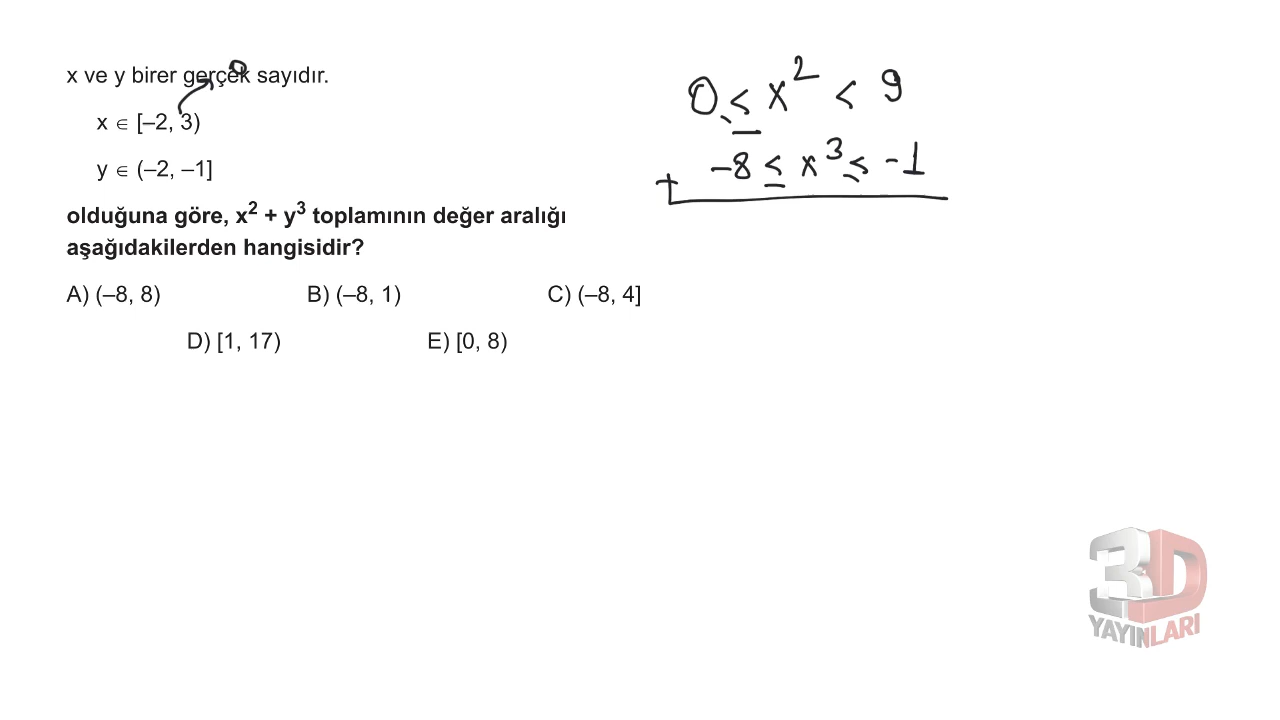 x ve y birer gerçek sayıdır.
0
x ∈ [–2, 3)
y ∈ (–2, –1]
olduğuna göre, x² + y³ toplamının değer aralığı
aşağıdakilerden hangisidir?
A) (–8, 8) B) (–8, 1) C) (–8, 4]
D) [1, 17) E) [0, 8)
0 ≤ x² < 9
-8 ≤ x³ ≤ -1
+
3D
YAYINLARI